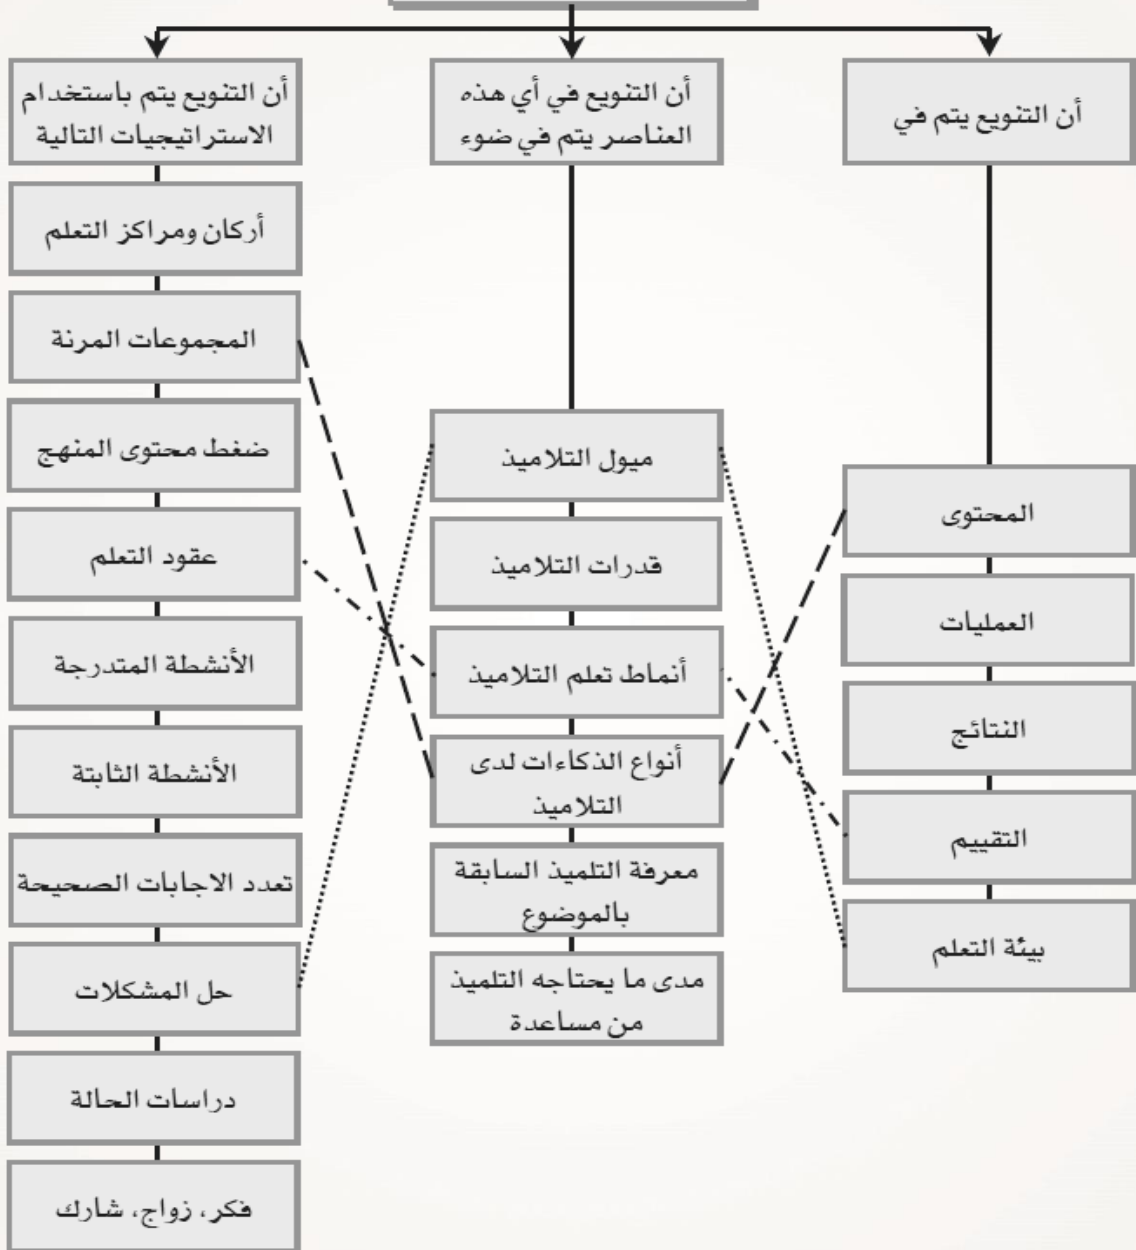 أن التنويع يتم في
المحتوى
العمليات
النتائج
التقييم
بيئة التعلم
أن التنويع في أي هذه
العناصر يتم في ضوء
ميول التلاميذ
قدرات التلاميذ
أنماط تعلم التلاميذ
أنواع الذكاءات لدى
التلاميذ
معرفة التلميذ السابقة
بالموضوع
مدى ما يحتاجه التلميذ
من مساعدة
أن التنويع يتم باستخدام
الاستراتيجيات التالية
أركان ومراكز التعلم
المجموعات المرنة
ضغط محتوى المنهج
عقود التعلم
الأنشطة المتدرجة
الأنشطة الثابتة
تعدد الاجابات الصحيحة
حل المشكلات
دراسات الحالة
فكر، زواج، شارك